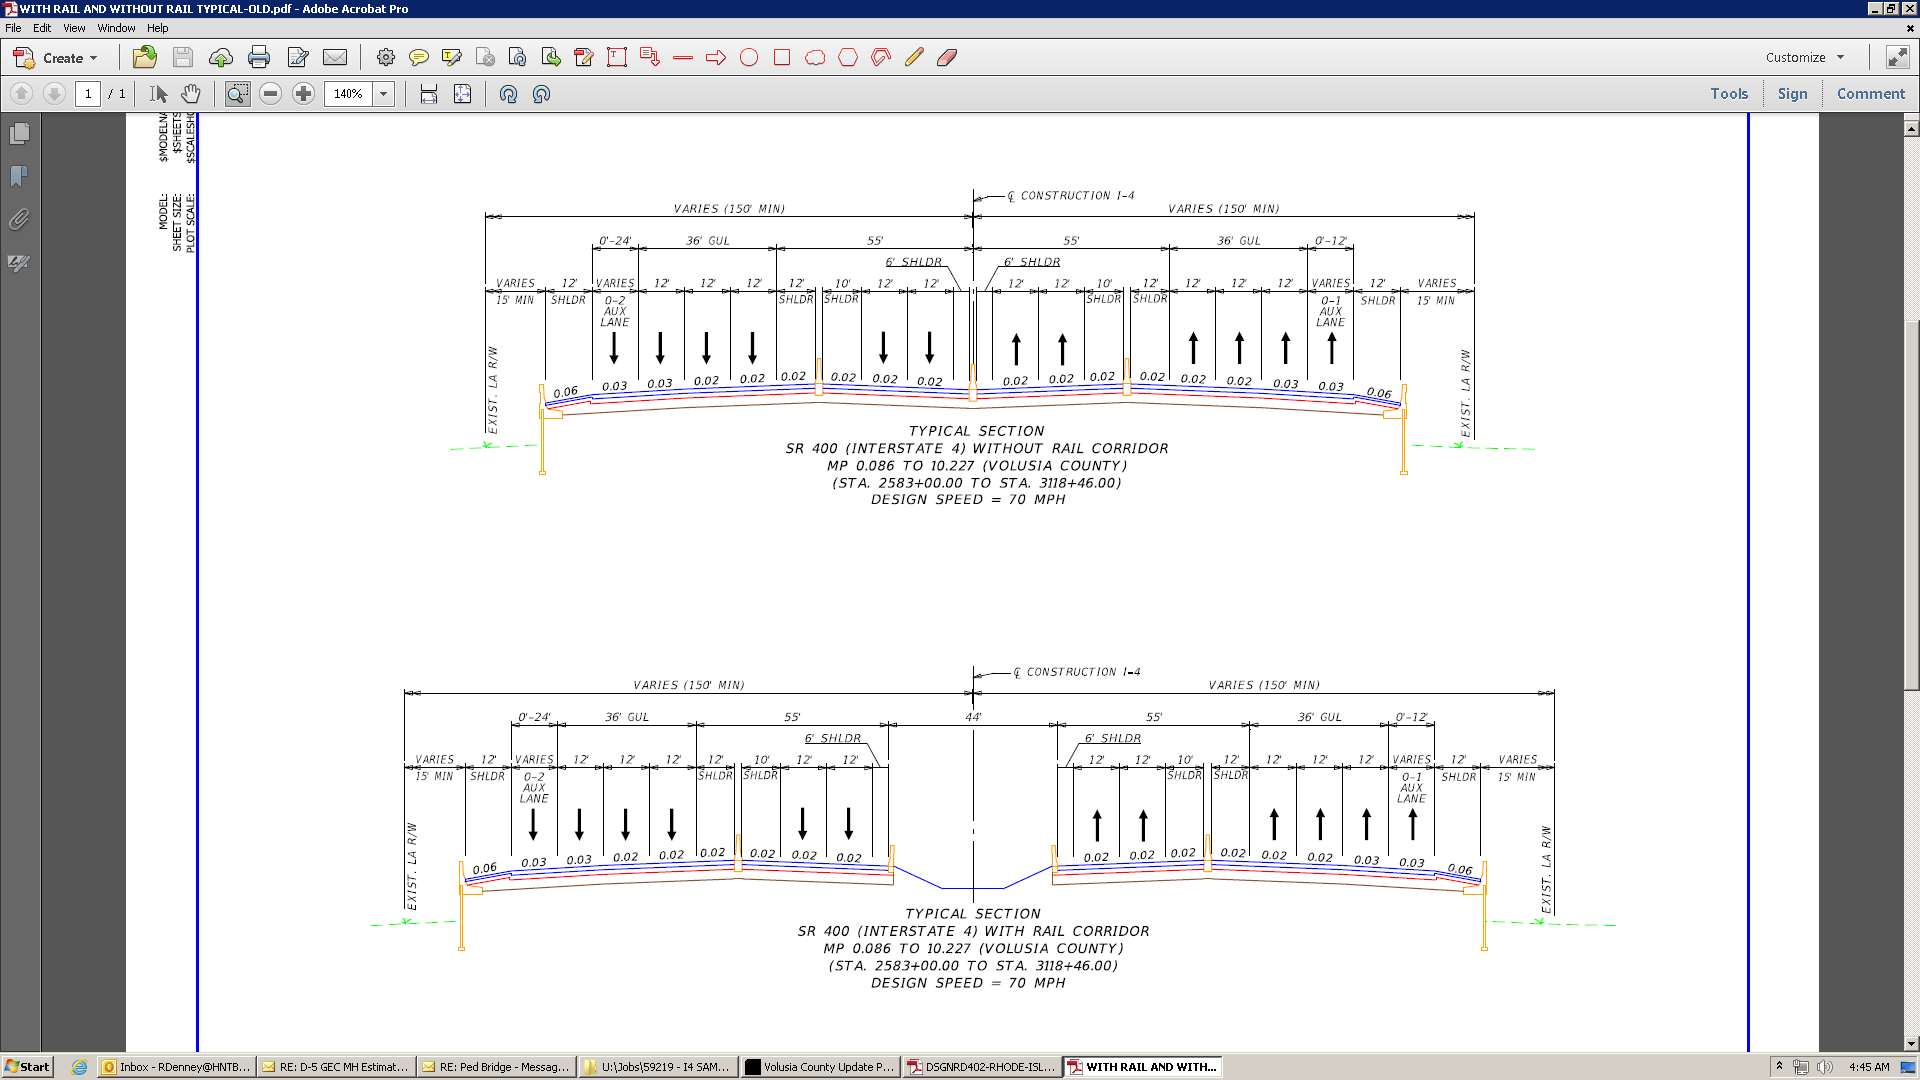 WITH RAIL AND WITHOUT RAIL TYPICAL-OLD.pdf - Adobe Acrobat Pro
File Edit View Window Help
Create
Customize
1 / 1
140%
Tools Sign Comment
$MODELNA
$SHEETS
$SCALESHO
MODEL:
SHEET SIZE:
PLOT SCALE:
℄ CONSTRUCTION I-4
VARIES (150' MIN) VARIES (150' MIN)
0'-24' 36' GUL 55' 55' 36' GUL 0'-12'
6' SHLDR 6' SHLDR
VARIES 12' VARIES 12' 12' 12' 12' 10' 12' 12' 12' 12' 10' 12' 12' 12' 12' VARIES 12' VARIES
15' MIN SHLDR 0-2 SHLDR SHLDR SHLDR SHLDR 0-1 SHLDR 15' MIN
AUX AUX
LANE LANE
EXIST. LA R/W EXIST. LA R/W
0.06 0.03 0.03 0.02 0.02 0.02 0.02 0.02 0.02 0.02 0.02 0.02 0.02 0.02 0.02 0.03 0.03 0.06
TYPICAL SECTION
SR 400 (INTERSTATE 4) WITHOUT RAIL CORRIDOR
MP 0.086 TO 10.227 (VOLUSIA COUNTY)
(STA. 2583+00.00 TO STA. 3118+46.00)
DESIGN SPEED = 70 MPH
℄ CONSTRUCTION I-4
VARIES (150' MIN) VARIES (150' MIN)
0'-24' 36' GUL 55' 44' 55' 36' GUL 0'-12'
6' SHLDR 6' SHLDR
VARIES 12' VARIES 12' 12' 12' 12' 10' 12' 12' 12' 12' 10' 12' 12' 12' 12' VARIES 12' VARIES
15' MIN SHLDR 0-2 SHLDR SHLDR SHLDR SHLDR 0-1 SHLDR 15' MIN
AUX AUX
LANE LANE
EXIST. LA R/W EXIST. LA R/W
0.06 0.03 0.03 0.02 0.02 0.02 0.02 0.02 0.02 0.02 0.02 0.02 0.02 0.02 0.02 0.03 0.03 0.06
TYPICAL SECTION
SR 400 (INTERSTATE 4) WITH RAIL CORRIDOR
MP 0.086 TO 10.227 (VOLUSIA COUNTY)
(STA. 2583+00.00 TO STA. 3118+46.00)
DESIGN SPEED = 70 MPH
Start Inbox - RDenney@HNTB... RE: D-5 GEC MH Estimat... RE: Ped Bridge - Messag... U:\Jobs\59219 - I4 SAM... Volusia County Update P... DSGNRD402-RHODE-ISL... WITH RAIL AND WITH... 4:45 AM